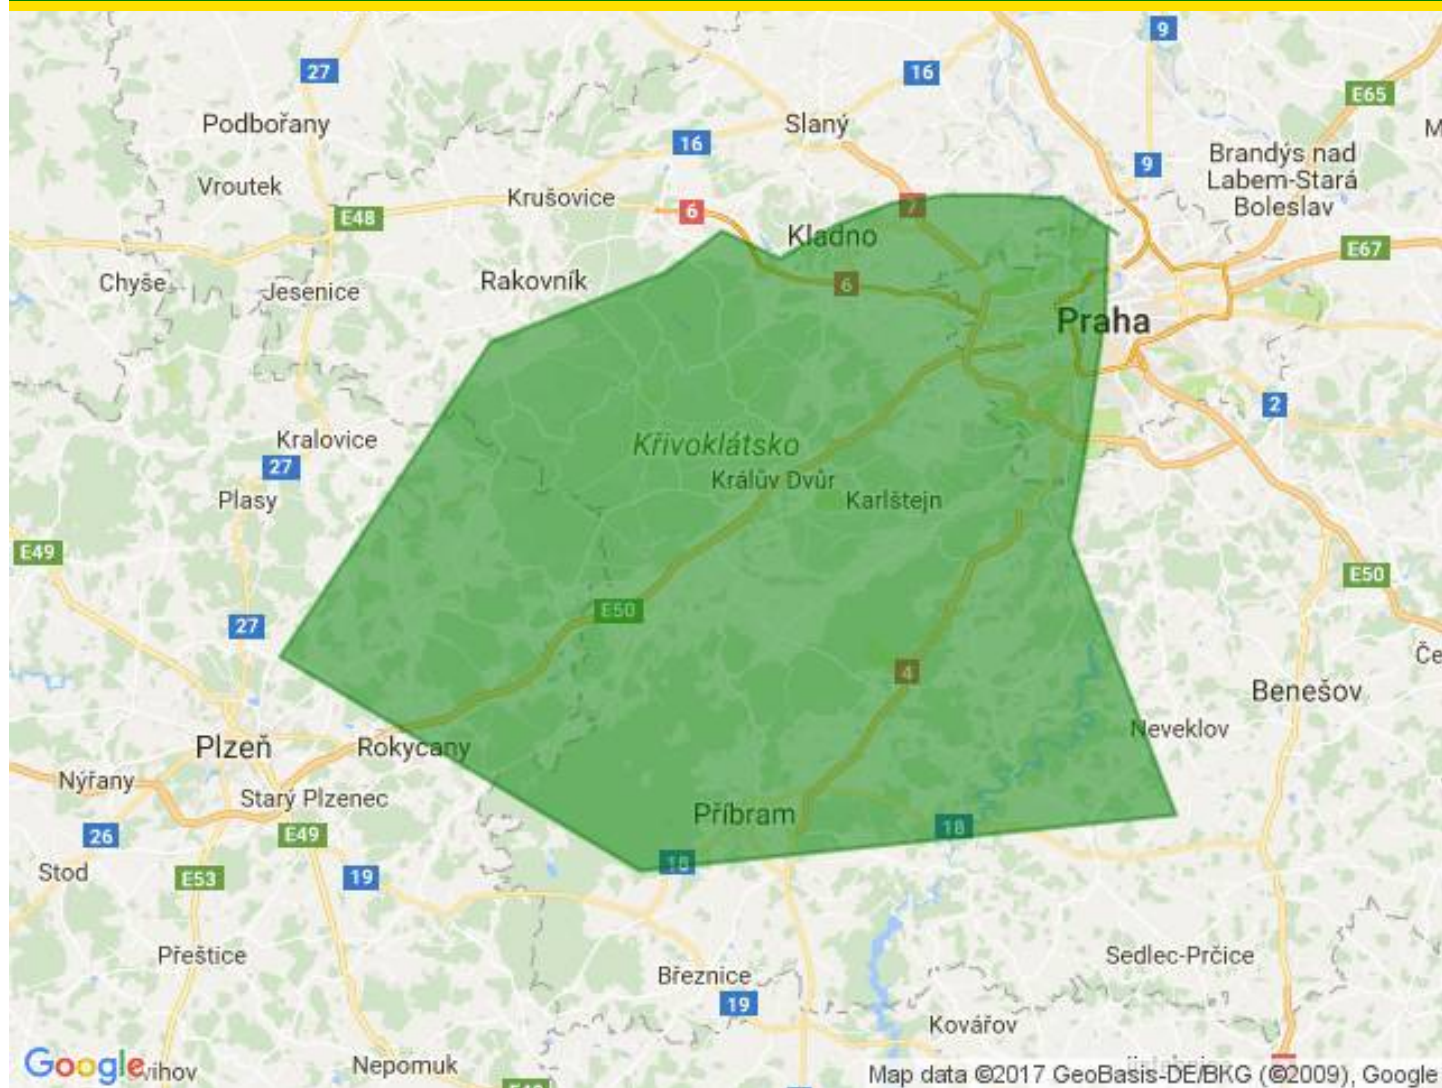 9
27
16
E65
Podbořany
Slaný
16
Brandýs nad
Labem-Stará
Boleslav
9
Vroutek
Krušovice
6
7
E48
Kladno
E67
Chyše
Jesenice
Rakovník
6
Praha
2
Kralovice
Křivoklátsko
27
Králův Dvůr
Plasy
Karlštejn
E49
E50
E50
27
4
Če
Benešov
Neveklov
Plzeň
Rokycany
Nýřany
Starý Plzenec
Příbram
26
E49
18
18
Stod
E53
19
Přeštice
Sedlec-Prčice
Březnice
19
Kovářov
Google
vihov
Nepomuk
Map data ©2017 GeoBasis-DE/BKG (©2009), Google